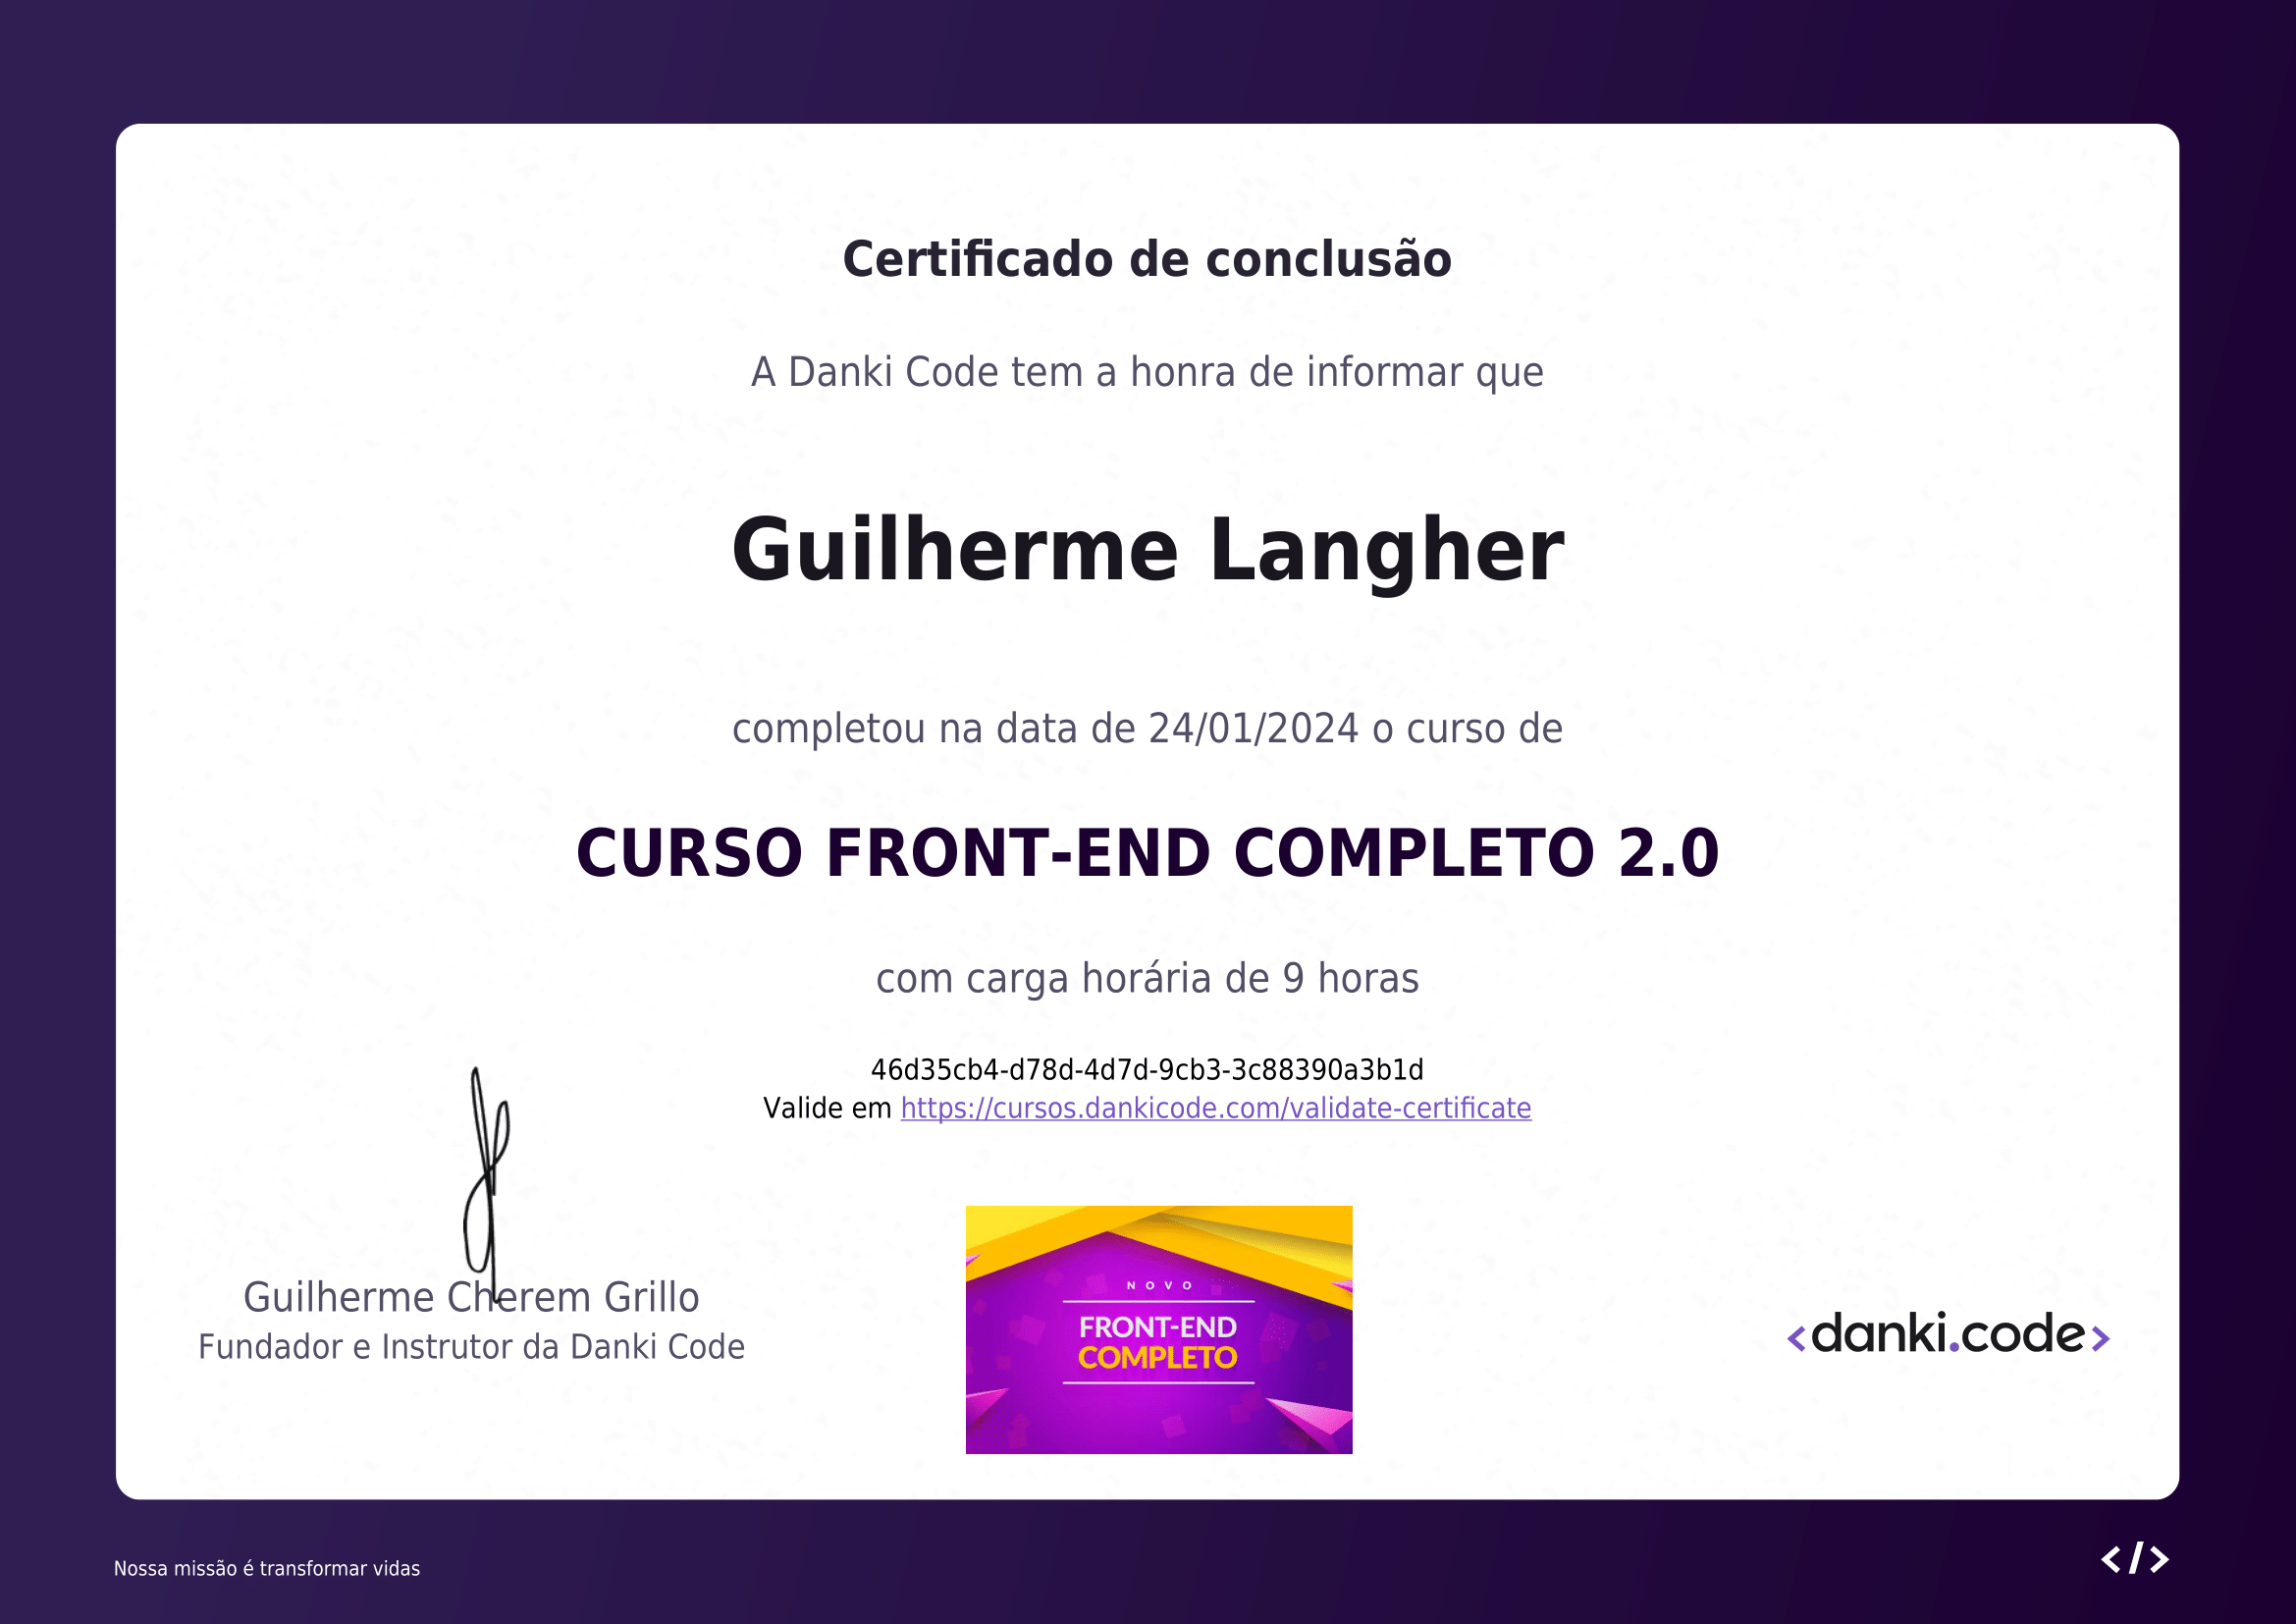 Certificado de conclusão
A Danki Code tem a honra de informar que
Guilherme Langher
completou na data de 24/01/2024 o curso de
CURSO FRONT-END COMPLETO 2.0
com carga horária de 9 horas
46d35cb4-d78d-4d7d-9cb3-3c88390a3b1d
Valide em https://cursos.dankicode.com/validate-certificate
Guilherme Cherem Grillo
Fundador e Instrutor da Danki Code
NOVO
FRONT-END
COMPLETO
<danki.code>
Nossa missão é transformar vidas
</>